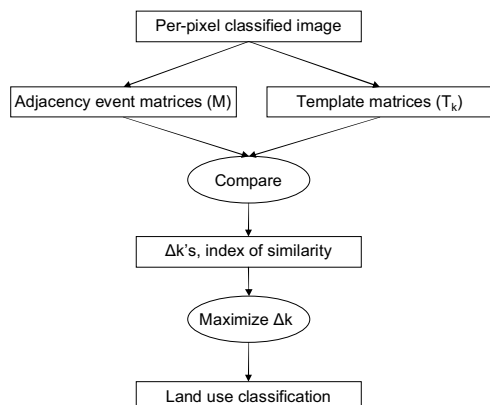 Per-pixel classified image
Adjacency event matrices (M)
Template matrices (Tₖ)
Compare
Δk's, index of similarity
Maximize Δk
Land use classification